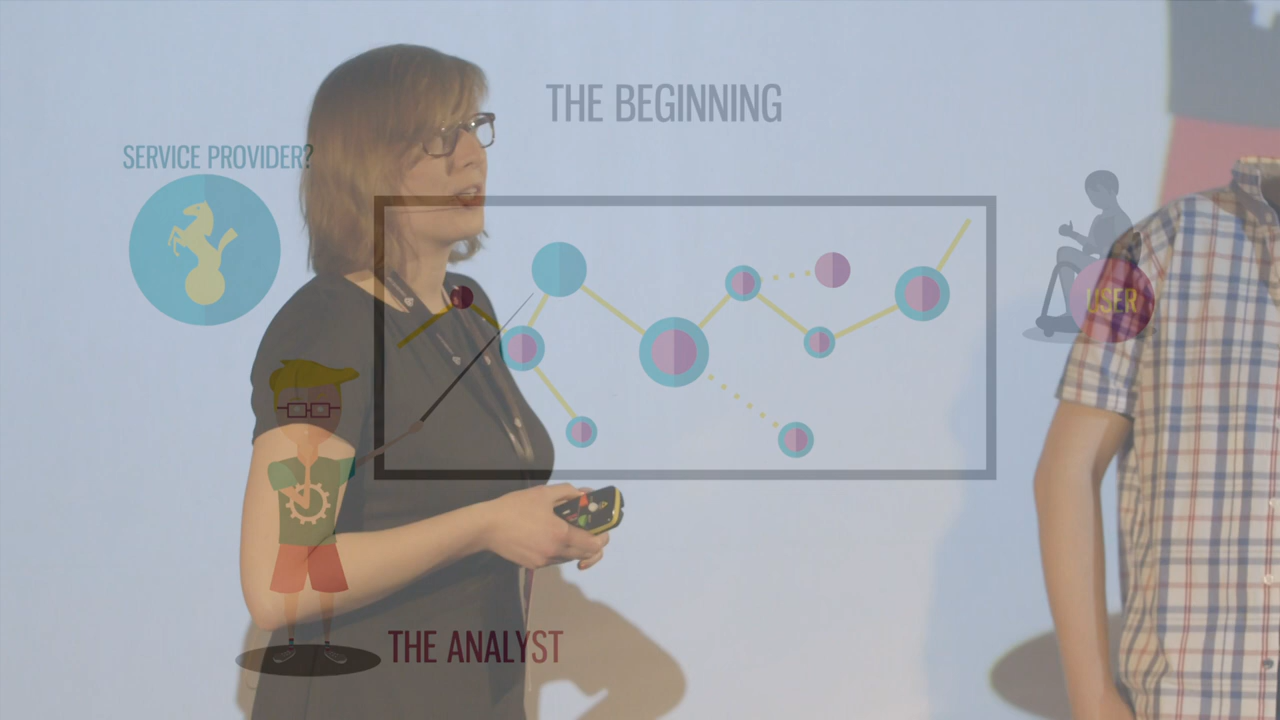 THE BEGINNING
SERVICE PROVIDER?
USER
THE ANALYST